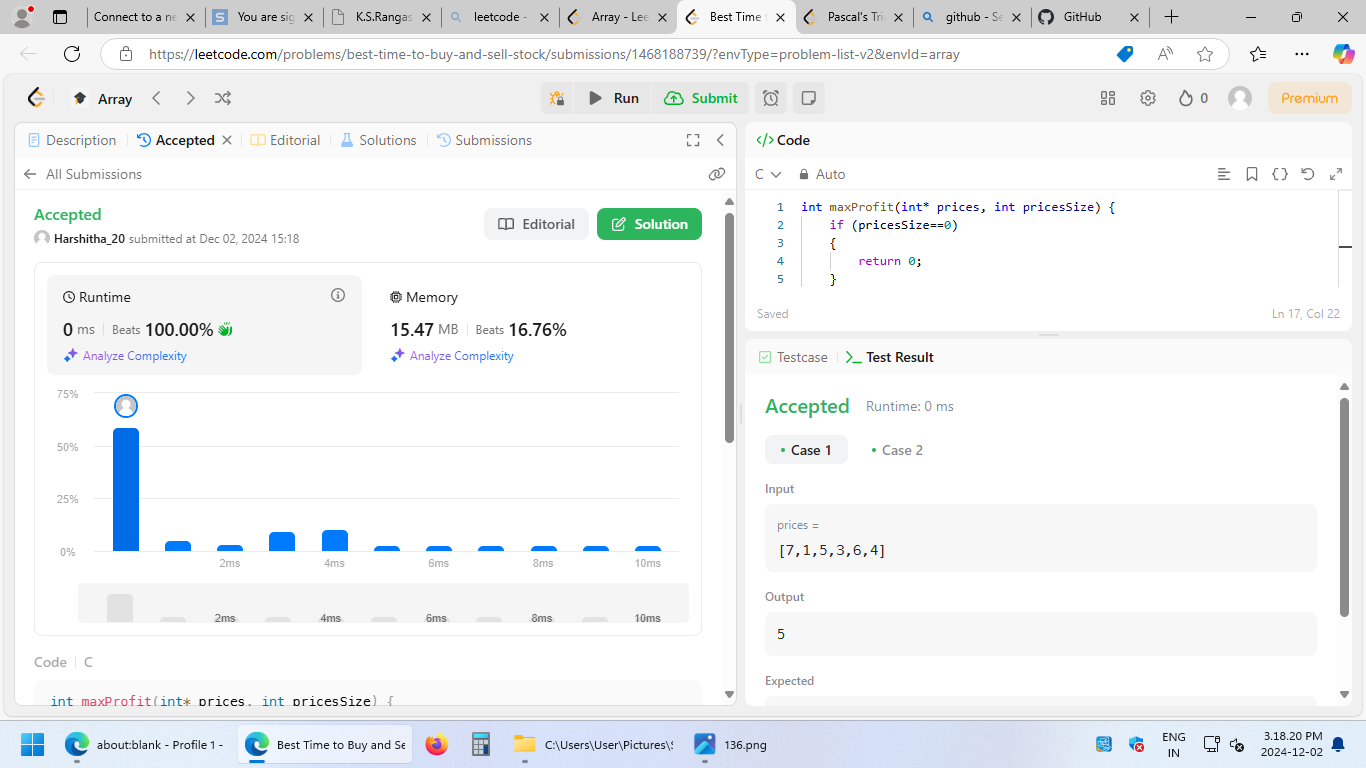 Connect to a ne
You are sig
K.S.Rangas
leetcode -
Array - Lee
Best Time t
Pascal's Tri
github - Se
GitHub
https://leetcode.com/problems/best-time-to-buy-and-sell-stock/submissions/1468188739/?envType=problem-list-v2&envId=array
Array
Run
Submit
0
Premium
Description
Accepted
Editorial
Solutions
Submissions
All Submissions
Accepted
Harshitha_20 submitted at Dec 02, 2024 15:18
Editorial
Solution
Runtime
0 ms Beats 100.00%
Analyze Complexity
Memory
15.47 MB Beats 16.76%
Analyze Complexity
75%
50%
25%
0%
2ms 4ms 6ms 8ms 10ms
2ms 4ms 6ms 8ms 10ms
Code C
int maxProfit(int* prices, int pricesSize) {
Code
C Auto
1 int maxProfit(int* prices, int pricesSize) {
2 if (pricesSize==0)
3 {
4 return 0;
5 }
Saved
Ln 17, Col 22
Testcase
Test Result
Accepted Runtime: 0 ms
Case 1 Case 2
Input
prices =
[7,1,5,3,6,4]
Output
5
Expected
about:blank - Profile 1 -
Best Time to Buy and Se
C:\Users\User\Pictures\S
136.png
ENG
IN
3.18.20 PM
2024-12-02